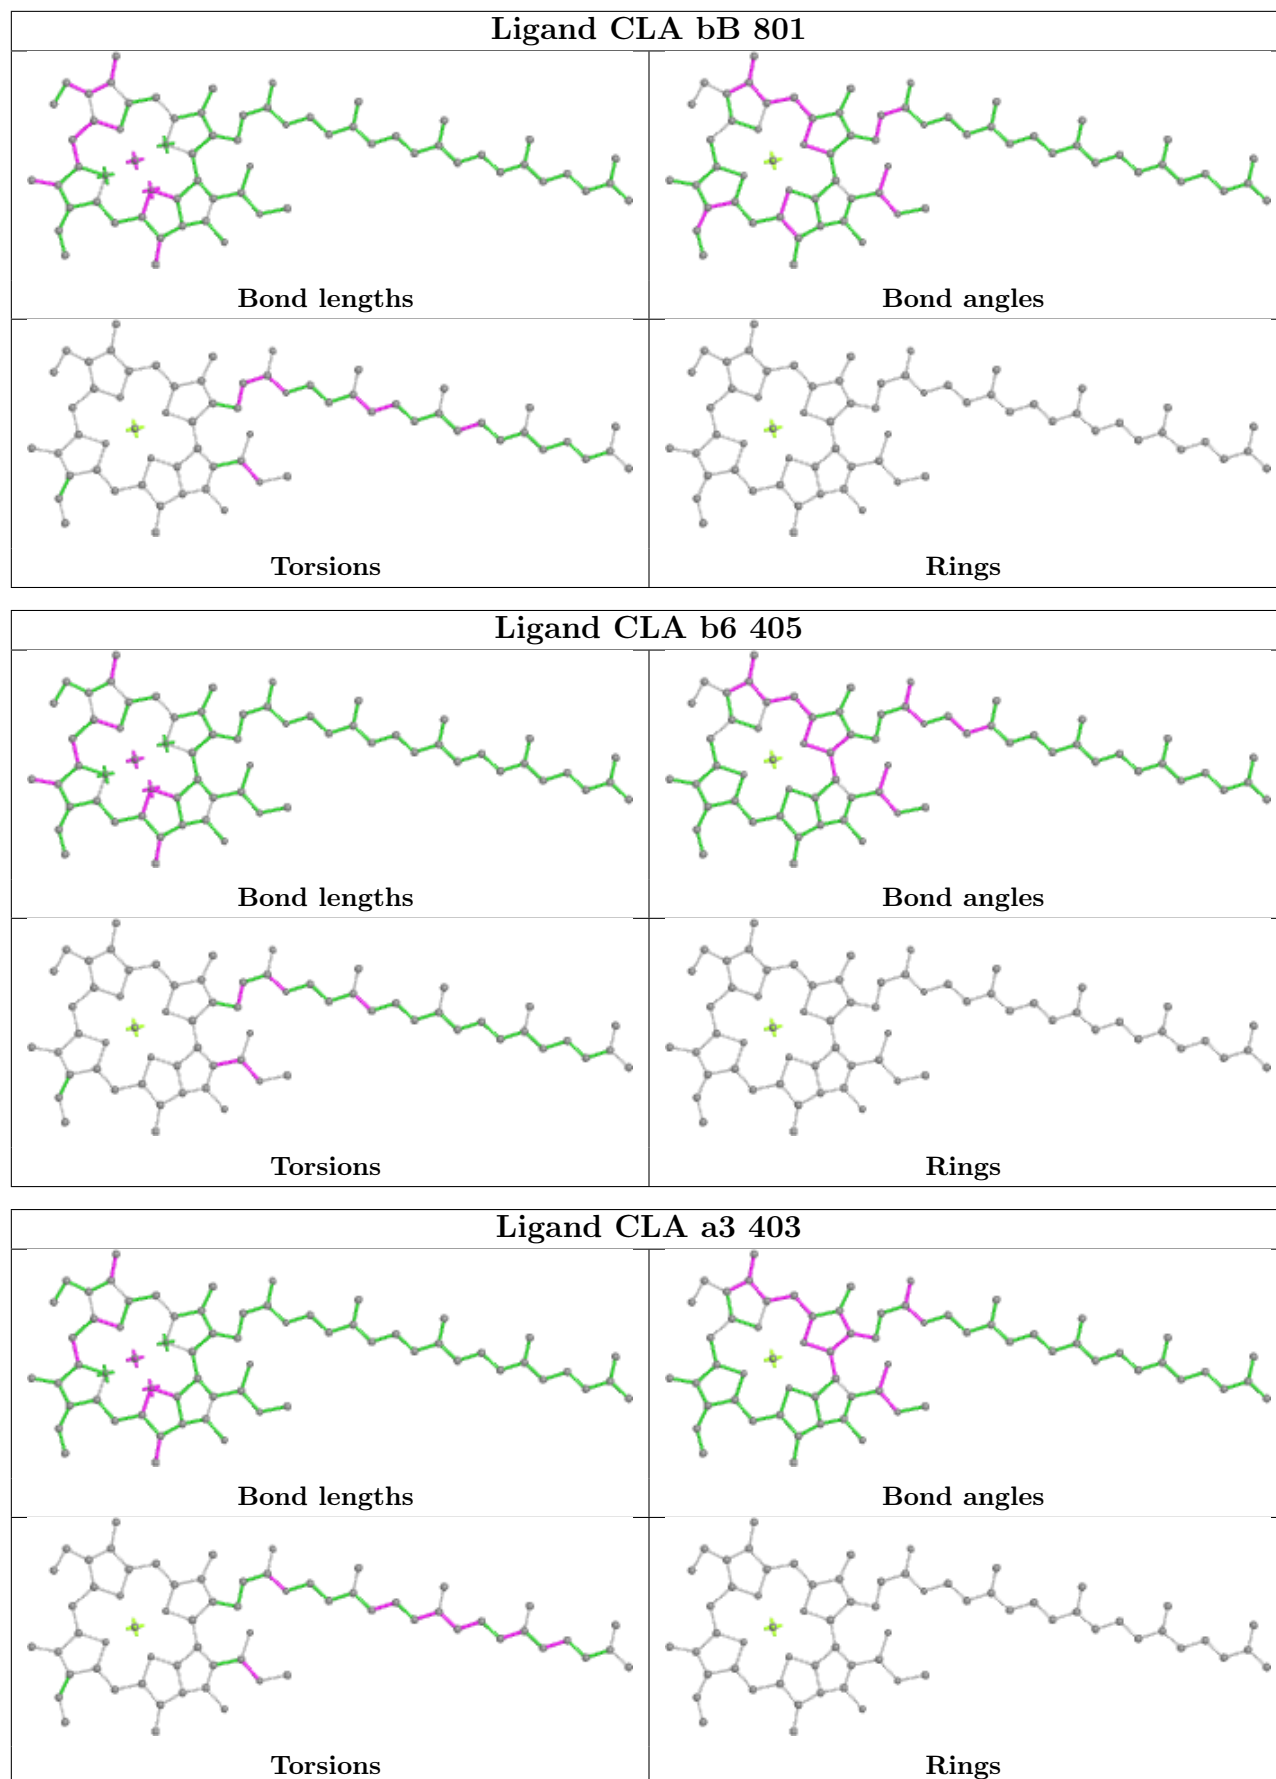 Ligand CLA bB 801
Bond lengths
Bond angles
Torsions
Rings
Ligand CLA b6 405
Bond lengths
Bond angles
Torsions
Rings
Ligand CLA a3 403
Bond lengths
Bond angles
Torsions
Rings